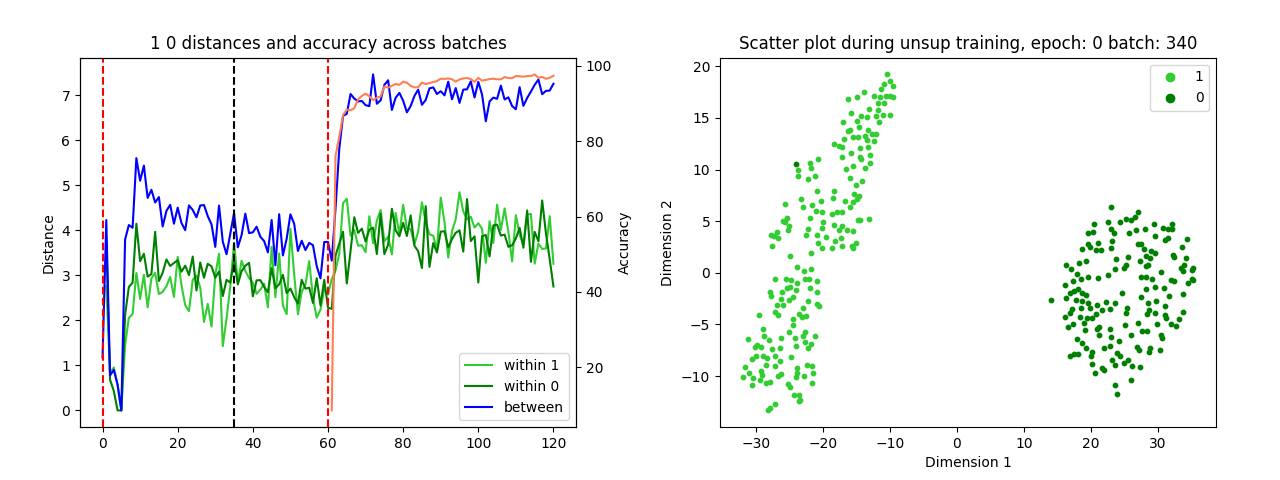 1 0 distances and accuracy across batches
Distance
7
6
5
4
3
2
1
0
100
80
60
40
20
Accuracy
within 1
within 0
between
0 20 40 60 80 100 120
Scatter plot during unsup training, epoch: 0 batch: 340
Dimension 2
20
15
10
5
0
−5
−10
1
0
−30 −20 −10 0 10 20 30
Dimension 1